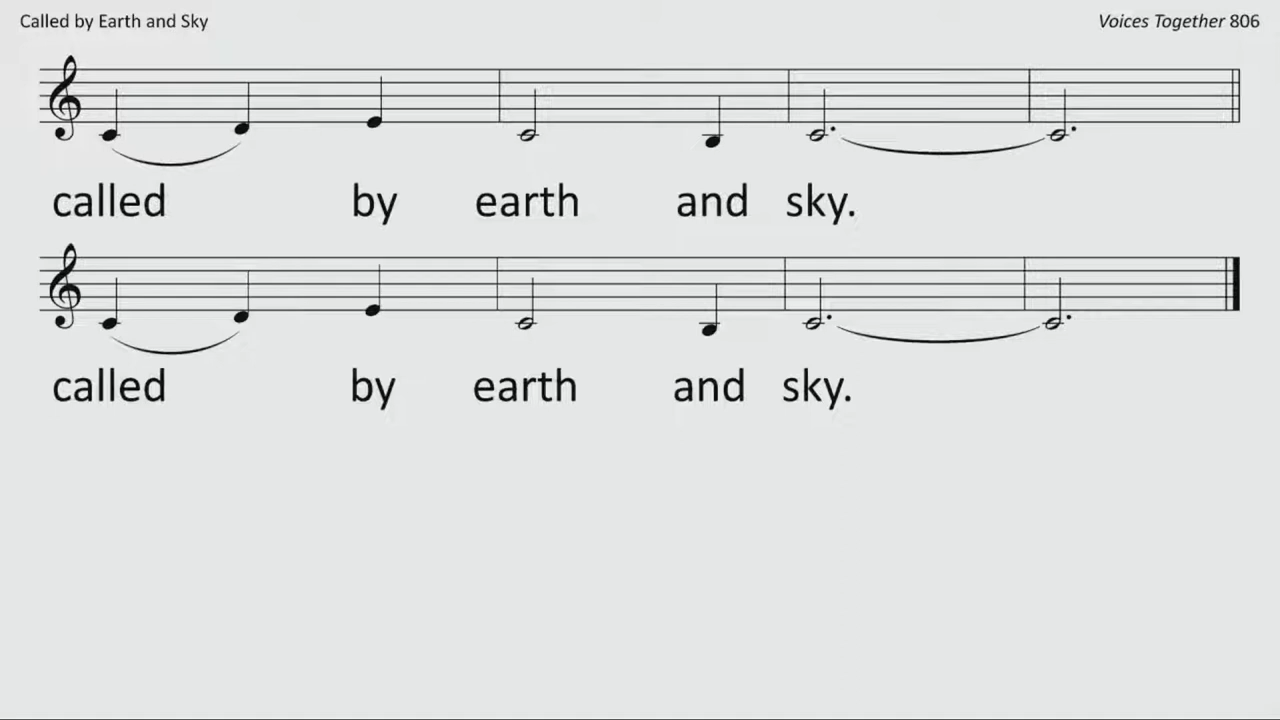 Called by Earth and Sky
Voices Together 806
called by earth and sky.
called by earth and sky.